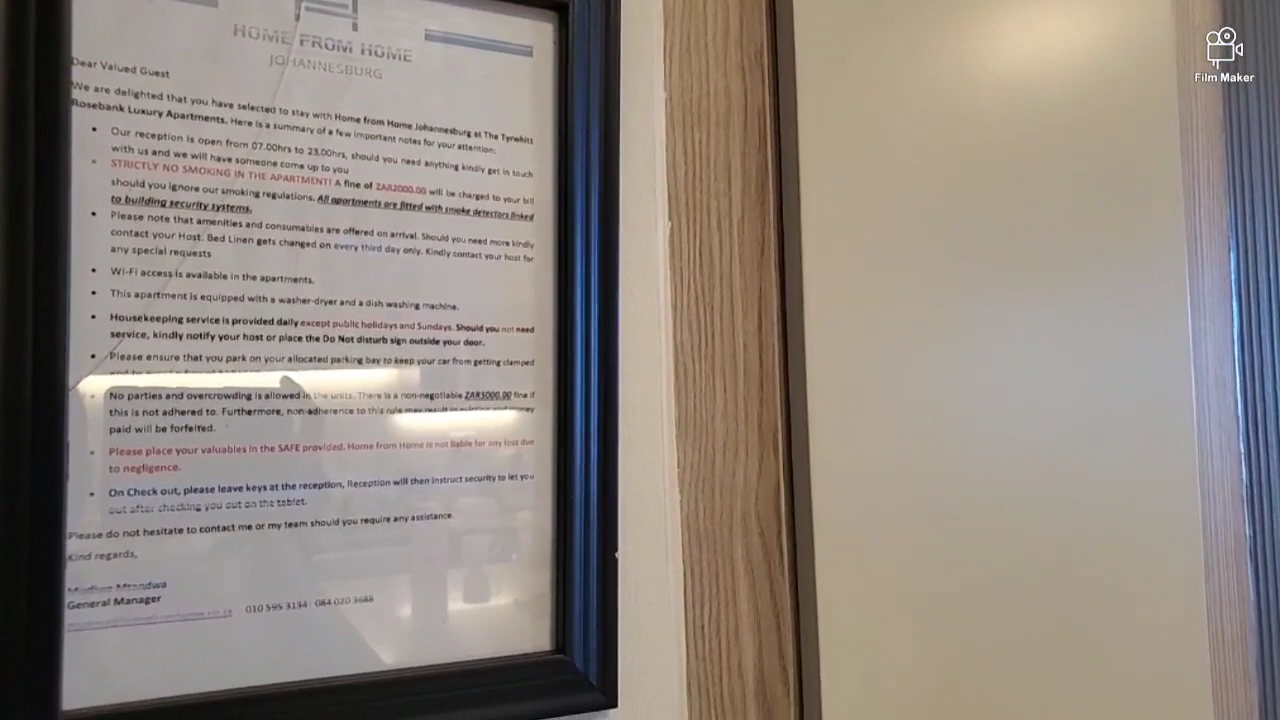 HOME FROM HOME
JOHANNESBURG
Dear Valued Guest
We are delighted that you have selected to stay with Home from Home Johannesburg at The Tyrwhitt
Rosebank Luxury Apartments. Here is a summary of a few important notes for your attention:
• Our reception is open from 07.00hrs to 23.00hrs, should you need anything kindly get in touch
with us and we will have someone come up to you
• STRICTLY NO SMOKING IN THE APARTMENT! A fine of ZAR2000.00 will be charged to your bill
should you ignore our smoking regulations. All apartments are fitted with smoke detectors linked
to building security systems.
• Please note that amenities and consumables are offered on arrival. Should you need more kindly
contact your Host. Bed Linen gets changed on every third day only. Kindly contact your host for
any special requests
• Wi-Fi access is available in the apartments.
• This apartment is equipped with a washer-dryer and a dish washing machine.
• Housekeeping service is provided daily except public holidays and Sundays. Should you not need
service, kindly notify your host or place the Do Not disturb sign outside your door.
• Please ensure that you park on your allocated parking bay to keep your car from getting clamped
• No parties and overcrowding is allowed in the units. There is a non-negotiable fine if
this is not adhered to. Furthermore, non-adherence to this rule may result in money
paid will be forfeited.
• Please place your valuables in the SAFE provided. Home from Home is not liable for any loss due
to negligence.
• On Check out, please leave keys at the reception, Reception will then instruct security to let you
out after checking you out on the tablet.
Please do not hesitate to contact me or my team should you require any assistance.
Kind regards,
General Manager
010 595 3134 084 020 3688
Film Maker